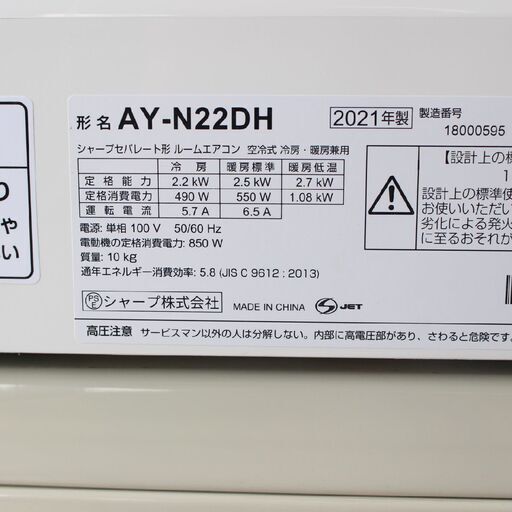 形名 AY-N22DH 2021年製 製造番号
18000595
シャープセパレート形 ルームエアコン 空冷式 冷房・暖房兼用
冷房 暖房標準 暖房低温
定格能力 2.2 kW 2.5 kW 2.7 kW
定格消費電力 490 W 550 W 1.08 kW
運転電流 5.7 A 6.5 A
電源: 単相 100 V 50/60 Hz
電動機の定格消費電力: 850 W
質量: 10 kg
通年エネルギー消費効率: 5.8 (JIS C 9612 : 2013)
PSE シャープ株式会社 MADE IN CHINA S JET
高圧注意 サービスマン以外の人は分解しない。内部に高電圧部があり、さわると危険です。
【設計上の標
1
設計上の標準使
お使いいただい
劣化による発火
に至るおそれが
り
ゃ
い